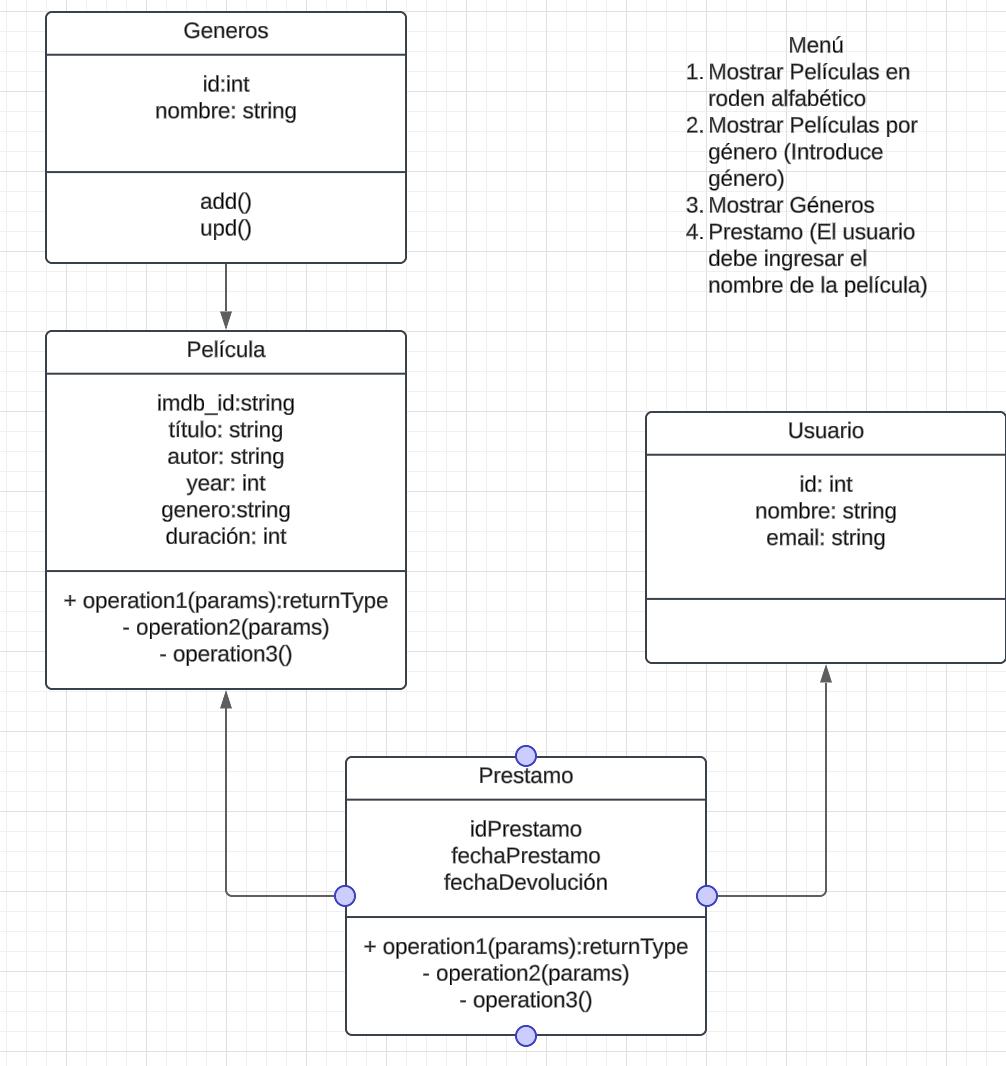 Generos
id:int
nombre: string
add()
upd()
Menú
1. Mostrar Películas en
roden alfabético
2. Mostrar Películas por
género (Introduce
género)
3. Mostrar Géneros
4. Prestamo (El usuario
debe ingresar el
nombre de la película)
Película
imdb_id:string
título: string
autor: string
year: int
genero:string
duración: int
+ operation1(params):returnType
- operation2(params)
- operation3()
Usuario
id: int
nombre: string
email: string
Prestamo
idPrestamo
fechaPrestamo
fechaDevolución
+ operation1(params):returnType
- operation2(params)
- operation3()